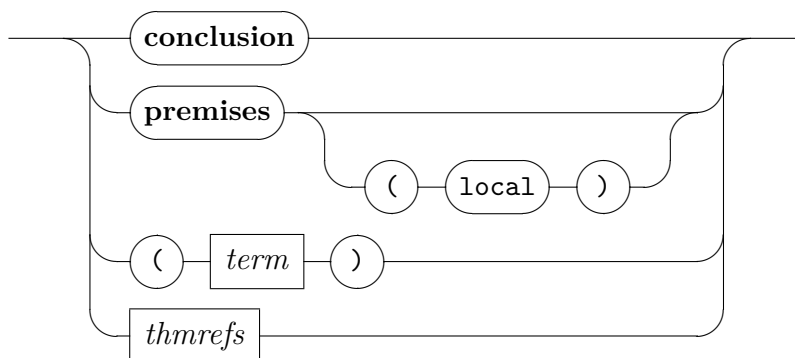 conclusion
premises
( local )
( term )
thmrefs